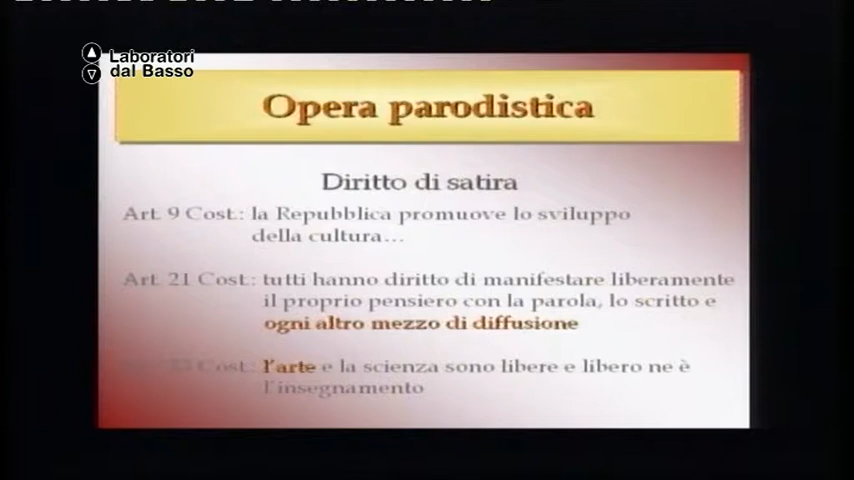 Laboratori
dal Basso
Opera parodistica
Diritto di satira
Art. 9 Cost.: la Repubblica promuove lo sviluppo
della cultura…
Art. 21 Cost.: tutti hanno diritto di manifestare liberamente
il proprio pensiero con la parola, lo scritto e
ogni altro mezzo di diffusione
33 Cost.: l'arte e la scienza sono libere e libero ne è
l'insegnamento